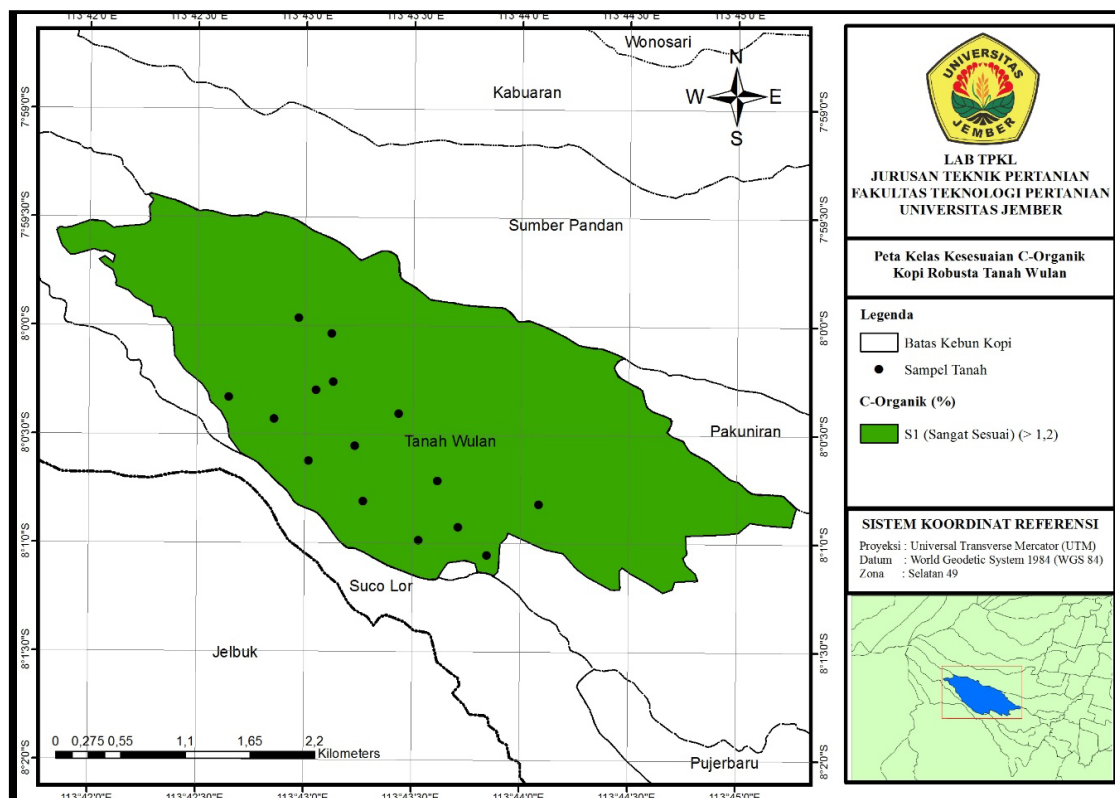 113°42'0"E 113°42'30"E 113°43'0"E 113°43'30"E 113°44'0"E 113°44'30"E 113°45'0"E
Wonosari
N
W E
S
Kabuaran
7°59'0"S 7°59'0"S
Sumber Pandan
7°59'30"S 7°59'30"S
8°0'0"S 8°0'0"S
Pakuniran
Tanah Wulan
8°0'30"S 8°0'30"S
8°1'0"S 8°1'0"S
Suco Lor
Jelbuk
8°1'30"S 8°1'30"S
0 0,275 0,55 1,1 1,65 2,2
Kilometers
Pujerbaru
8°2'0"S 8°2'0"S
113°42'0"E 113°42'30"E 113°43'0"E 113°43'30"E 113°44'0"E 113°44'30"E 113°45'0"E
UNIVERSITAS
JEMBER
LAB TPKL
JURUSAN TEKNIK PERTANIAN
FAKULTAS TEKNOLOGI PERTANIAN
UNIVERSITAS JEMBER
Peta Kelas Kesesuaian C-Organik
Kopi Robusta Tanah Wulan
Legenda
Batas Kebun Kopi
Sampel Tanah
C-Organik (%)
S1 (Sangat Sesuai) (> 1,2)
SISTEM KOORDINAT REFERENSI
Proyeksi : Universal Transverse Mercator (UTM)
Datum : World Geodetic System 1984 (WGS 84)
Zona : Selatan 49